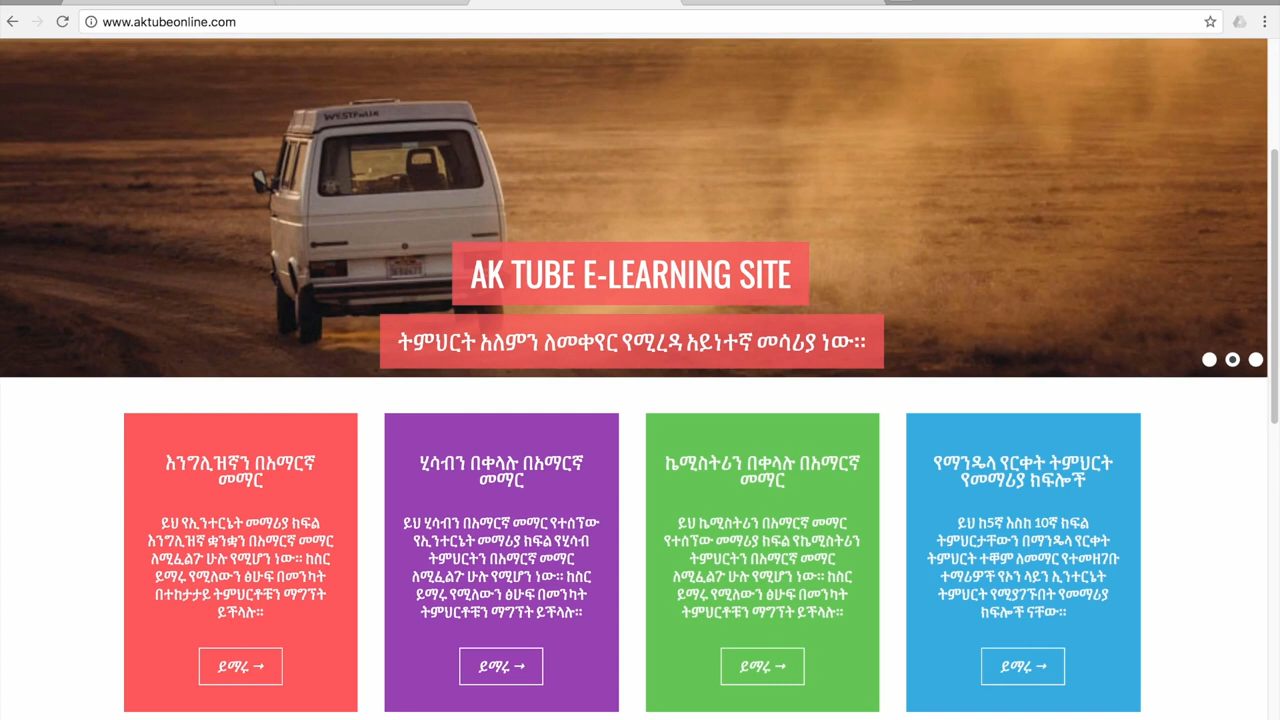 www.aktubeonline.com
WESTFALIA
AK TUBE E-LEARNING SITE
ትምህርት አለምን ለመቀየር የሚረዳ አይነተኛ መሳሪያ ነው።
እንግሊዝኛን በአማርኛ
መማር
ይህ የኢንተርኔት መማሪያ ክፍል
እንግሊዝኛ ቋንቋን በአማርኛ መማር
ለሚፈልጉ ሁሉ የሚሆን ነው። ከስር
ይማሩ የሚለውን ፅሁፍ በመንካት
በተከታታይ ትምህርቶቹን ማግኘት
ይችላሉ።
ይማሩ →
ሂሳብን በቀላሉ በአማርኛ
መማር
ይህ ሂሳብን በአማርኛ መማር የተሰኘው
የኢንተርኔት መማሪያ ክፍል የሂሳብ
ትምህርትን በአማርኛ መማር
ለሚፈልጉ ሁሉ የሚሆን ነው። ከስር
ይማሩ የሚለውን ፅሁፍ በመንካት
ትምህርቶቹን ማግኘት ይችላሉ።
ይማሩ →
ኬሚስትሪን በቀላሉ በአማርኛ
መማር
ይህ ኬሚስትሪን በአማርኛ መማር
የተሰኘው መማሪያ ክፍል የኬሚስትሪን
ትምህርትን በአማርኛ መማር
ለሚፈልጉ ሁሉ የሚሆን ነው። ከስር
ይማሩ የሚለውን ፅሁፍ በመንካት
ትምህርቶቹን ማግኘት ይችላሉ።
ይማሩ →
የማንዴላ የርቀት ትምህርት
የመማሪያ ክፍሎች
ይህ ከ5ኛ እስከ 10ኛ ክፍል
ትምህርታቸውን በማንዴላ የርቀት
ትምህርት ተቋም ለመማር የተመዘገቡ
ተማሪዎች የኦን ላይን ኢንተርኔት
ትምህርት የሚያገኙበት የመማሪያ
ክፍሎች ናቸው።
ይማሩ →